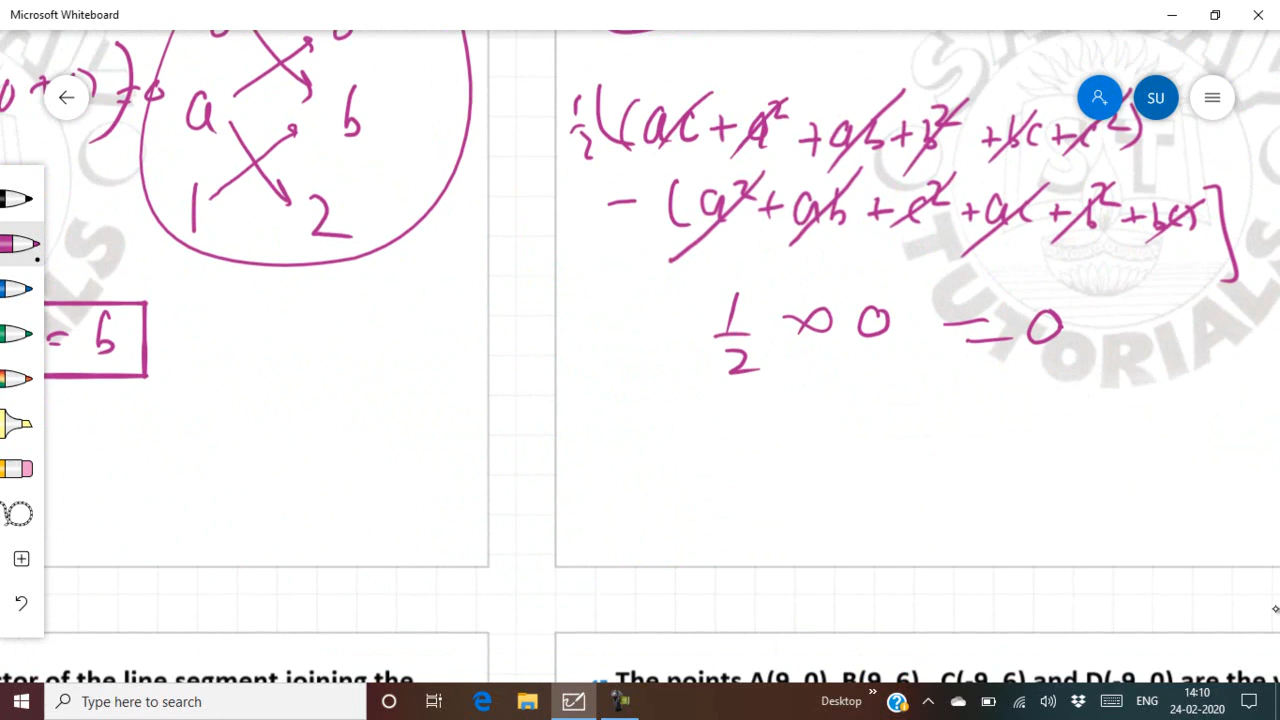 Microsoft Whiteboard
SU
a b
1 2
= b
1/2 [(ac + a² + ab + b² + bc + c²)
- (a² + ab + c² + ac + b² + bc)]
1/2 × 0 = 0
TUTORIALS
ctor of the line segment joining the
The points A(9, 0), B(9, 6), C(-9, 6) and D(-9, 0) are the v
Type here to search
Desktop
ENG
14:10
24-02-2020